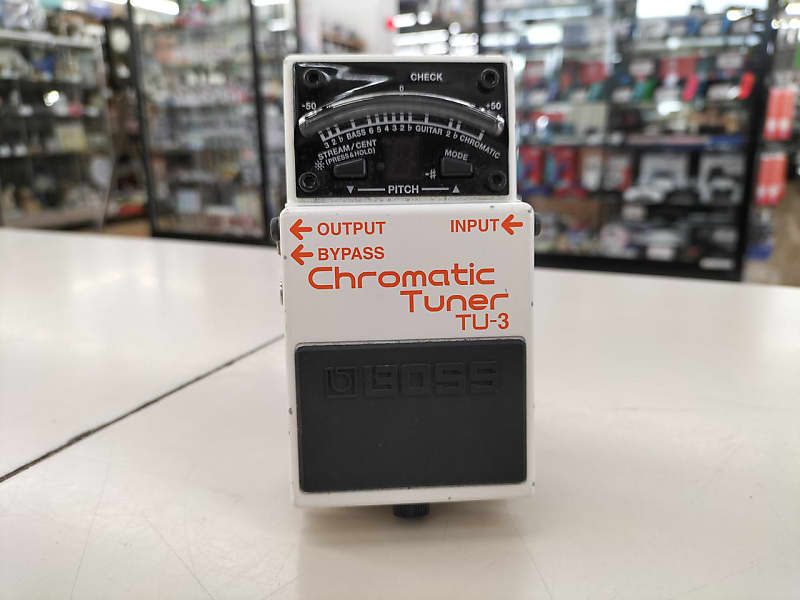 CHECK
-50 0 +50
3 2 ♭ BASS 6 5 4 3 2 ♭ GUITAR 2 ♭ CHROMATIC
STREAM/CENT
(PRESS&HOLD)
MODE
-♯
▼ PITCH ▲
← OUTPUT INPUT ←
← BYPASS
Chromatic
Tuner
TU-3
BOSS